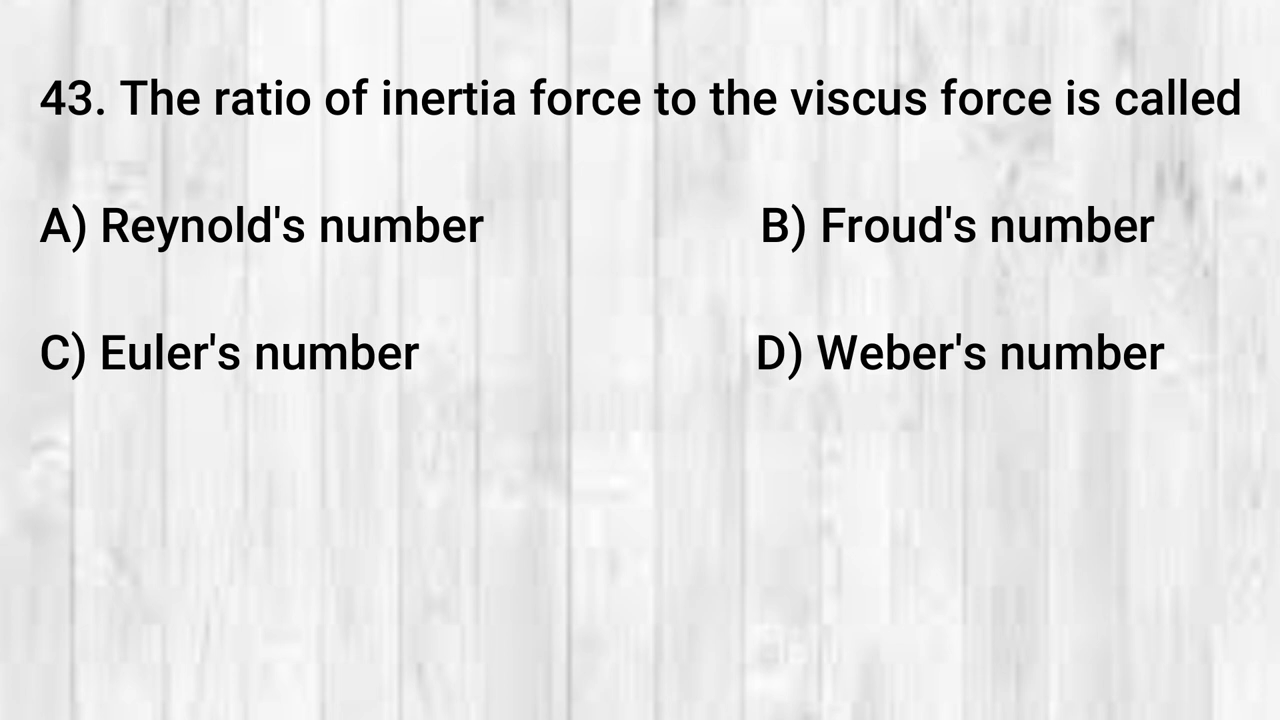 43. The ratio of inertia force to the viscus force is called
A) Reynold's number B) Froud's number
C) Euler's number D) Weber's number